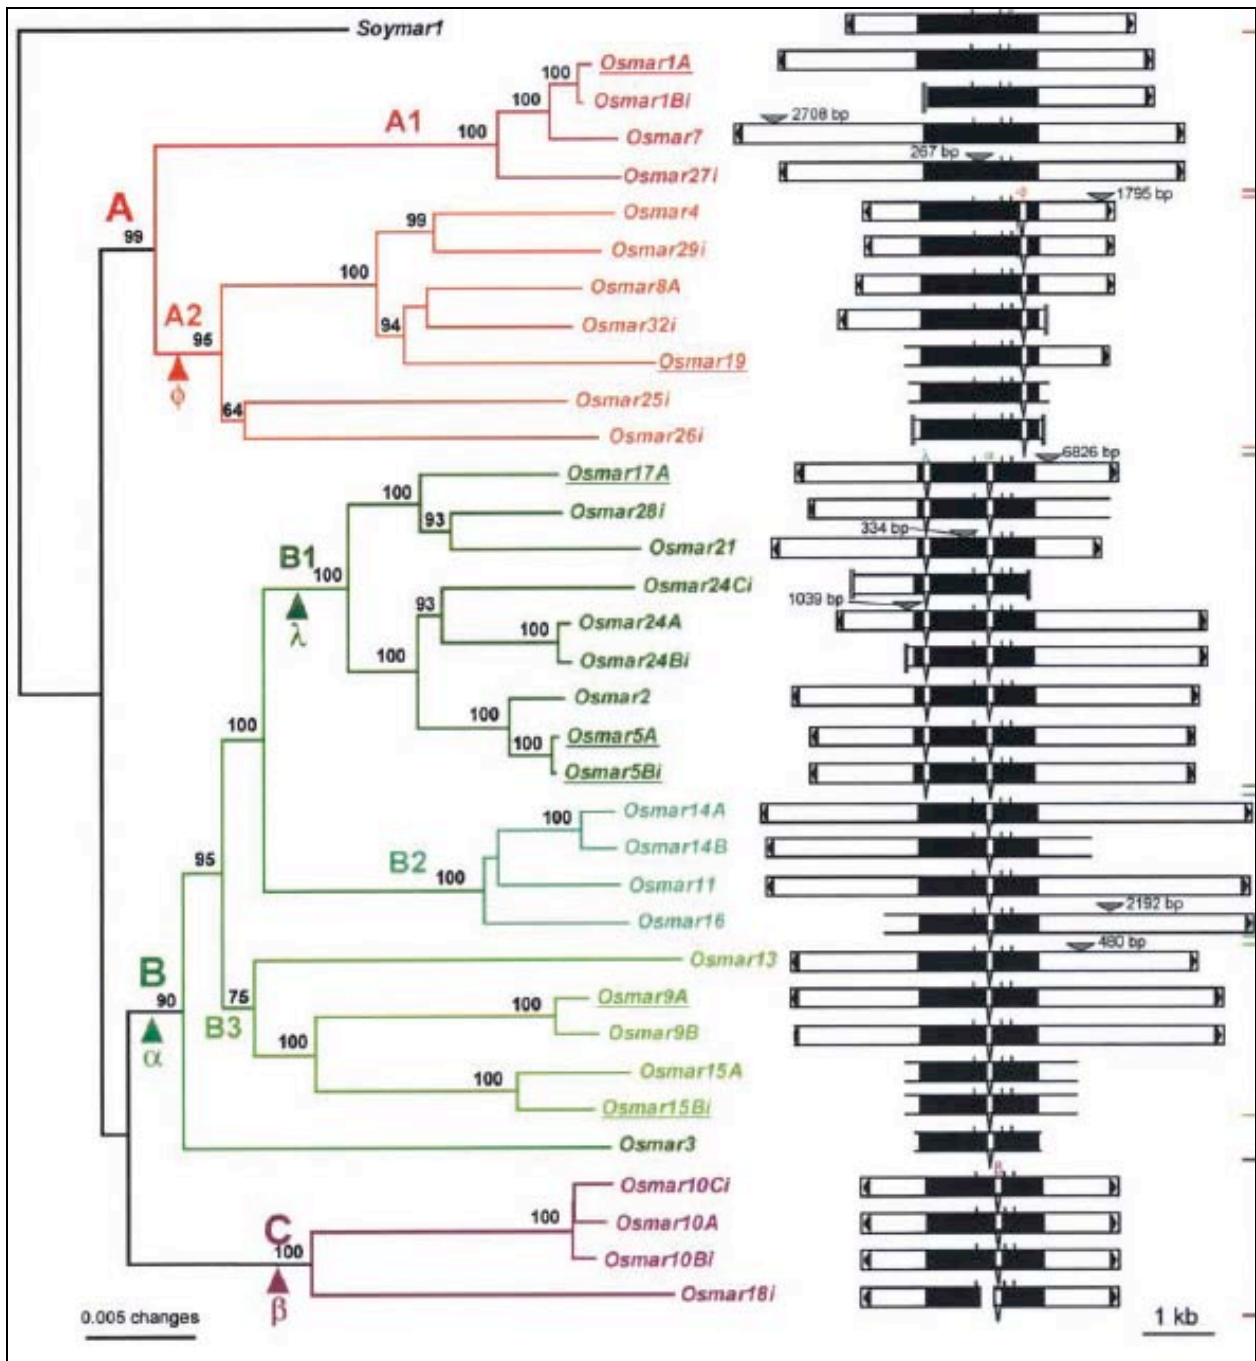 Soymar1
Osmar1A
100
Osmar1Bi
100
A1
Osmar7
2708 bp
100
267 bp
Osmar27i
1795 bp
A
99
Osmar4
99
Osmar29i
100
Osmar8A
A2
95
94
Osmar32i
Osmar19
φ
64
Osmar25i
Osmar26i
6826 bp
Osmar17A
100
93
Osmar28i
334 bp
Osmar21
B1
100
Osmar24Ci
93
1039 bp
λ
Osmar24A
100
100
Osmar24Bi
Osmar2
100
100
Osmar5A
100
Osmar5Bi
Osmar14A
100
Osmar14B
95
B2
100
Osmar11
2192 bp
Osmar16
480 bp
B
Osmar13
90
75
Osmar9A
100
B3
Osmar9B
α
100
Osmar15A
100
Osmar15Bi
Osmar3
β
Osmar10Ci
C
100
Osmar10A
100
Osmar10Bi
β
Osmar18i
0.005 changes
1 kb